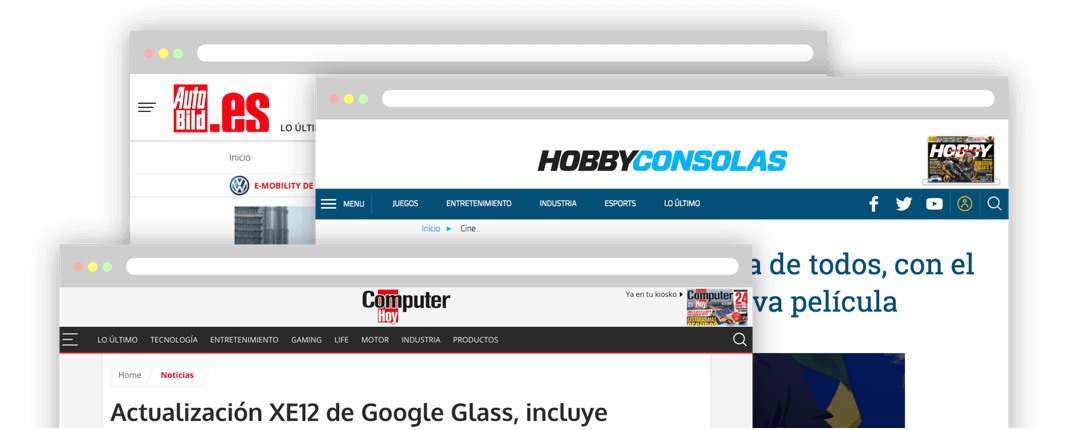 Auto
Bild
.es
LO ÚLTI
Inicio
E-MOBILITY DE
HOBBYCONSOLAS
HOBBY
MENU
JUEGOS
ENTRETENIMIENTO
INDUSTRIA
ESPORTS
LO ÚLTIMO
Inicio
Cine
a de todos, con el
va película
Computer
Hoy
Ya en tu kiosko
Computer
24
LO ÚLTIMO
TECNOLOGÍA
ENTRETENIMIENTO
GAMING
LIFE
MOTOR
INDUSTRIA
PRODUCTOS
Home
Noticias
Actualización XE12 de Google Glass, incluye